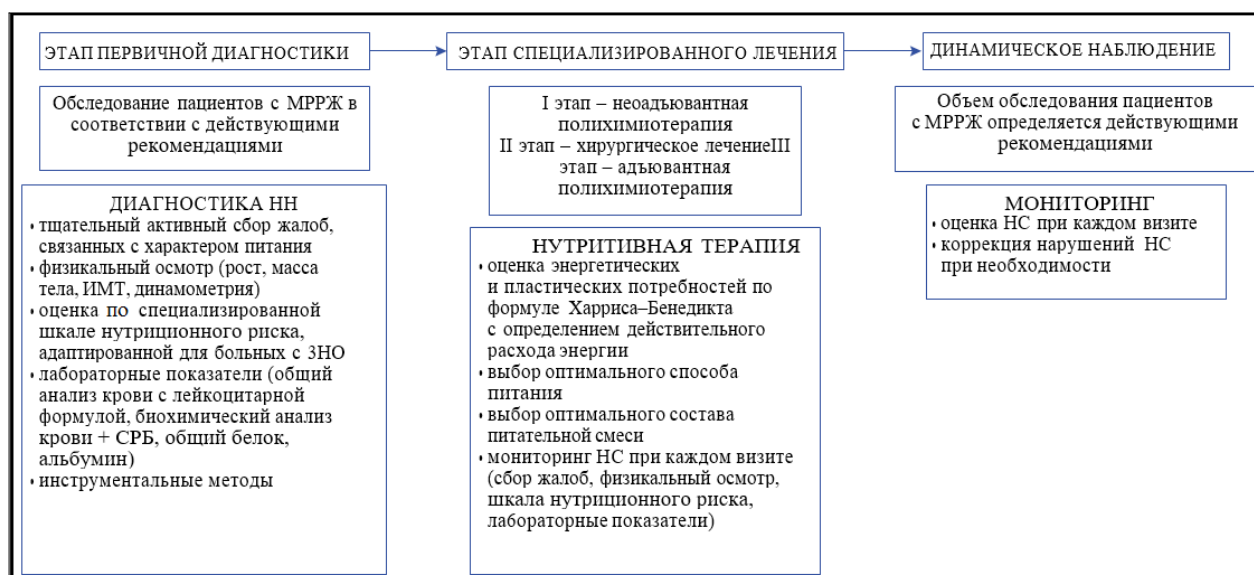 ЭТАП ПЕРВИЧНОЙ ДИАГНОСТИКИ
Обследование пациентов с МРРЖ в
соответствии с действующими
рекомендациями
ДИАГНОСТИКА НН
• тщательный активный сбор жалоб,
связанных с характером питания
• физикальный осмотр (рост, масса
тела, ИМТ, динамометрия)
• оценка по специализированной
шкале нутриционного риска,
адаптированной для больных с ЗНО
• лабораторные показатели (общий
анализ крови с лейкоцитарной
формулой, биохимический анализ
крови + СРБ, общий белок,
альбумин)
• инструментальные методы
ЭТАП СПЕЦИАЛИЗИРОВАННОГО ЛЕЧЕНИЯ
I этап – неоадъювантная
полихимиотерапия
II этап – хирургическое лечениеIII
этап – адъювантная
полихимиотерапия
НУТРИТИВНАЯ ТЕРАПИЯ
• оценка энергетических
и пластических потребностей по
формуле Харриса–Бенедикта
с определением действительного
расхода энергии
• выбор оптимального способа
питания
• выбор оптимального состава
питательной смеси
• мониторинг НС при каждом визите
(сбор жалоб, физикальный осмотр,
шкала нутриционного риска,
лабораторные показатели)
ДИНАМИЧЕСКОЕ НАБЛЮДЕНИЕ
Объем обследования пациентов
с МРРЖ определяется действующими
рекомендациями
МОНИТОРИНГ
• оценка НС при каждом визите
• коррекция нарушений НС
при необходимости